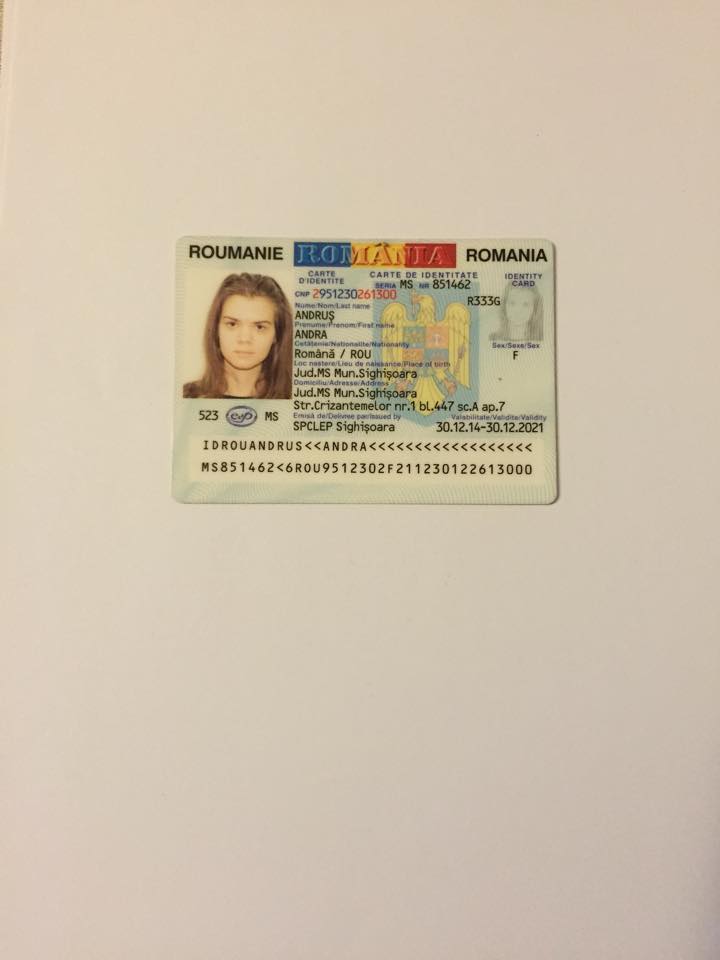 ROUMANIE ROMÂNIA ROMANIA
CARTE D'IDENTITE
CARTE DE IDENTITATE
IDENTITY CARD
SERIA MS NR 851462
CNP 2951230261300
R333G
Nume/Nom/Last name
ANDRUŞ
Prenume/Prenom/First name
ANDRA
Cetăţenie/Nationalite/Nationality
Română / ROU
Sex/Sexe/Sex
F
Loc nastere/Lieu de naissance/Place of birth
Jud.MS Mun.Sighişoara
Domiciliu/Adresse/Address
Jud.MS Mun.Sighişoara
Str.Crizantemelor nr.1 bl.447 sc.A ap.7
Emisă de/Delivree par/Issued by
Valabilitate/Validite/Validity
523 MS
SPCLEP Sighişoara
30.12.14-30.12.2021
IDROUANDRUS<<ANDRA<<<<<<<<<<<<<<<<<<
MS851462<6ROU9512302F211230122613000